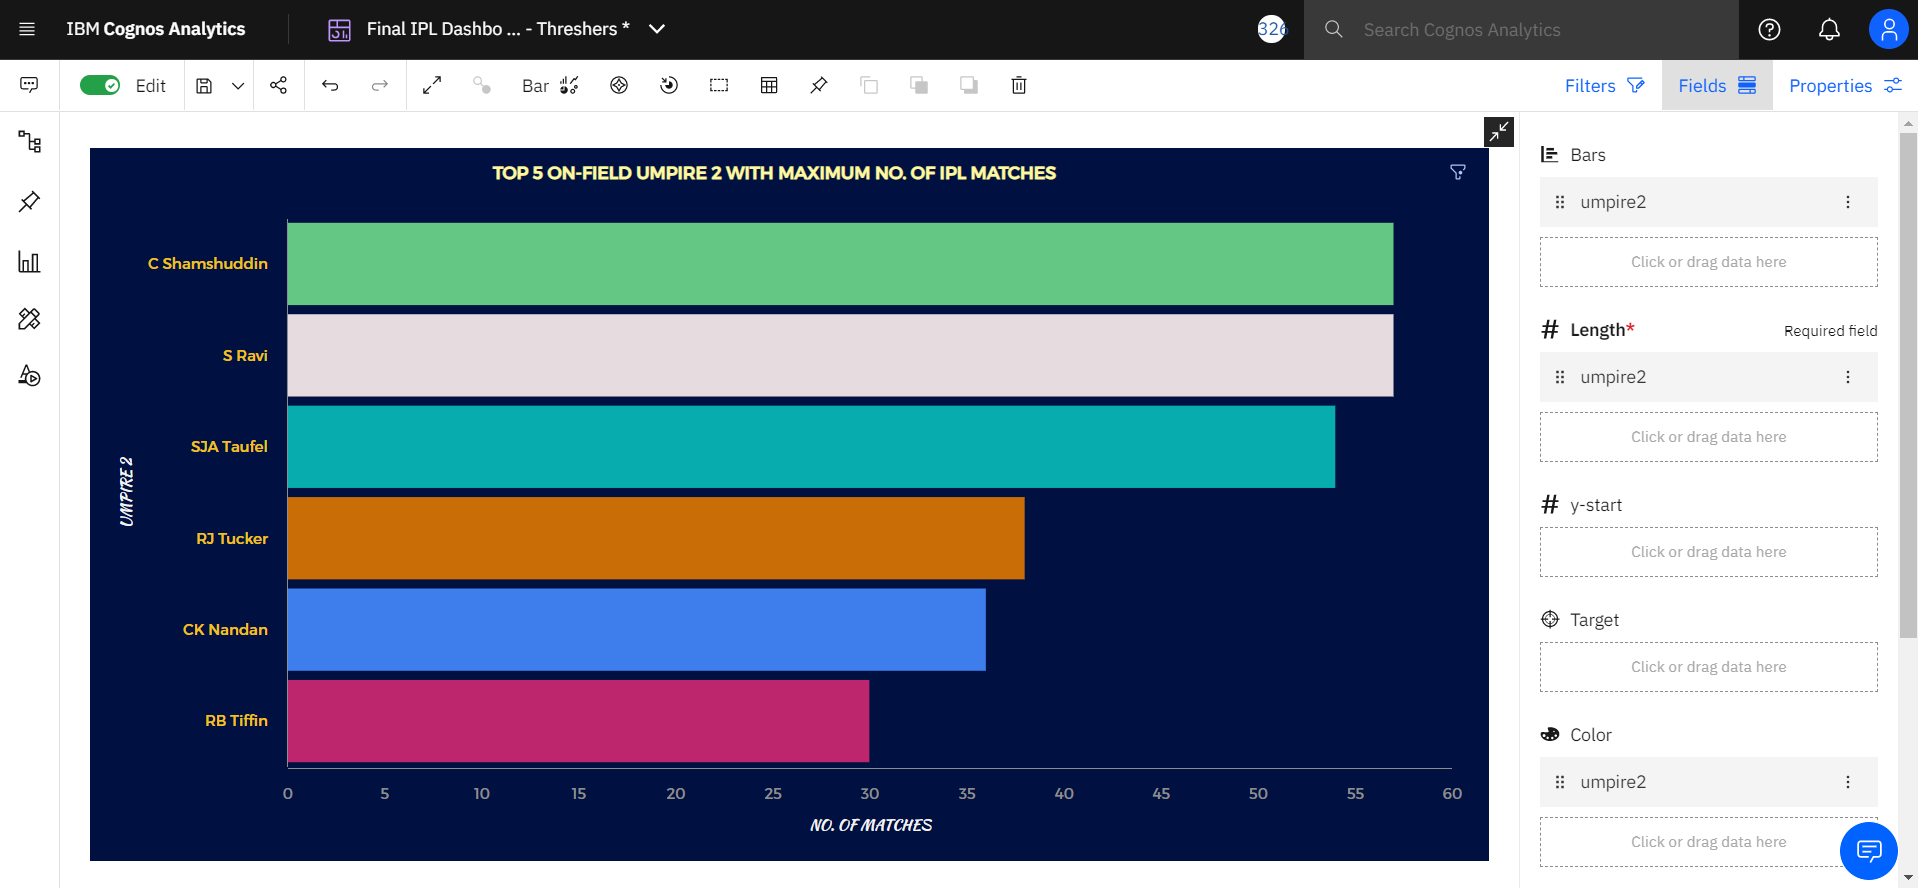 IBM Cognos Analytics
Final IPL Dashbo ... - Threshers *
326
Search Cognos Analytics
Edit
Bar
Filters
Fields
Properties
TOP 5 ON-FIELD UMPIRE 2 WITH MAXIMUM NO. OF IPL MATCHES
UMPIRE 2
C Shamshuddin
S Ravi
SJA Taufel
RJ Tucker
CK Nandan
RB Tiffin
0 5 10 15 20 25 30 35 40 45 50 55 60
NO. OF MATCHES
Bars
umpire2
Click or drag data here
Length* Required field
umpire2
Click or drag data here
y-start
Click or drag data here
Target
Click or drag data here
Color
umpire2
Click or drag data here